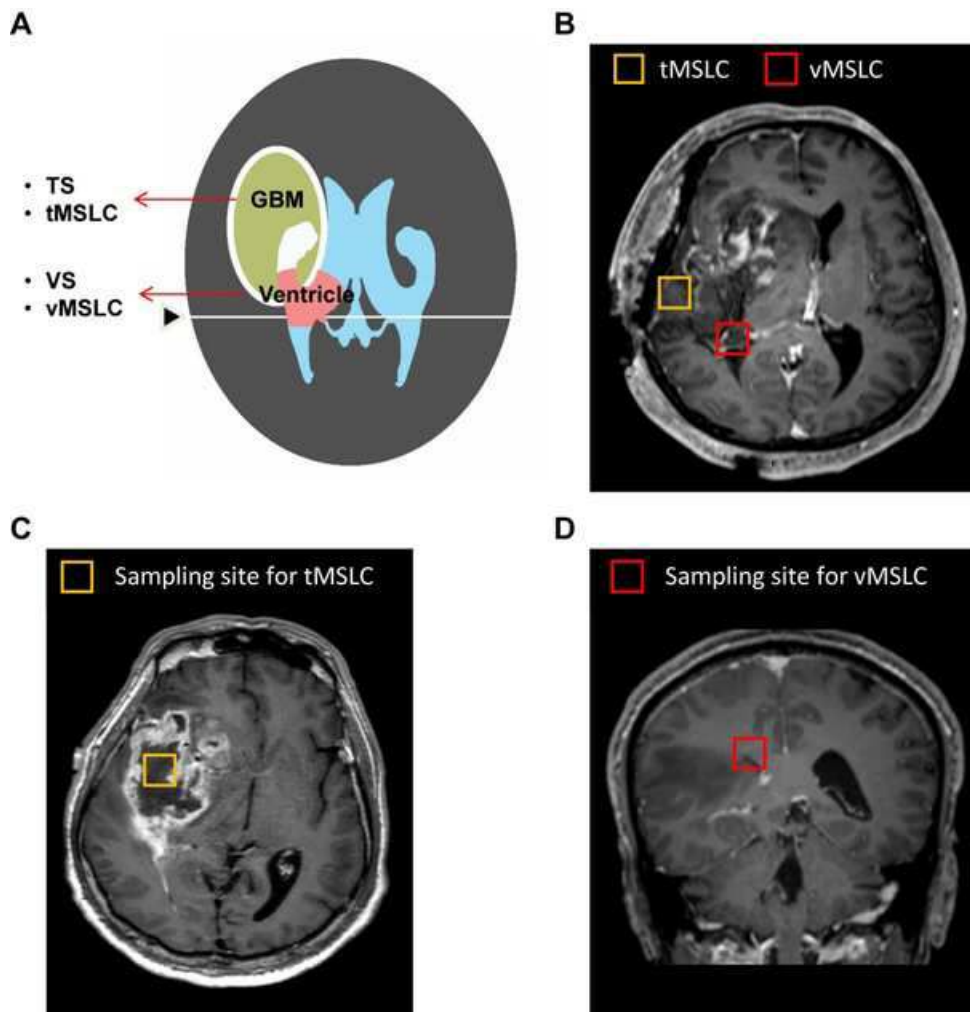 A
• TS
• tMSLC
GBM
• VS
• vMSLC
Ventricle
B
tMSLC vMSLC
C
Sampling site for tMSLC
D
Sampling site for vMSLC